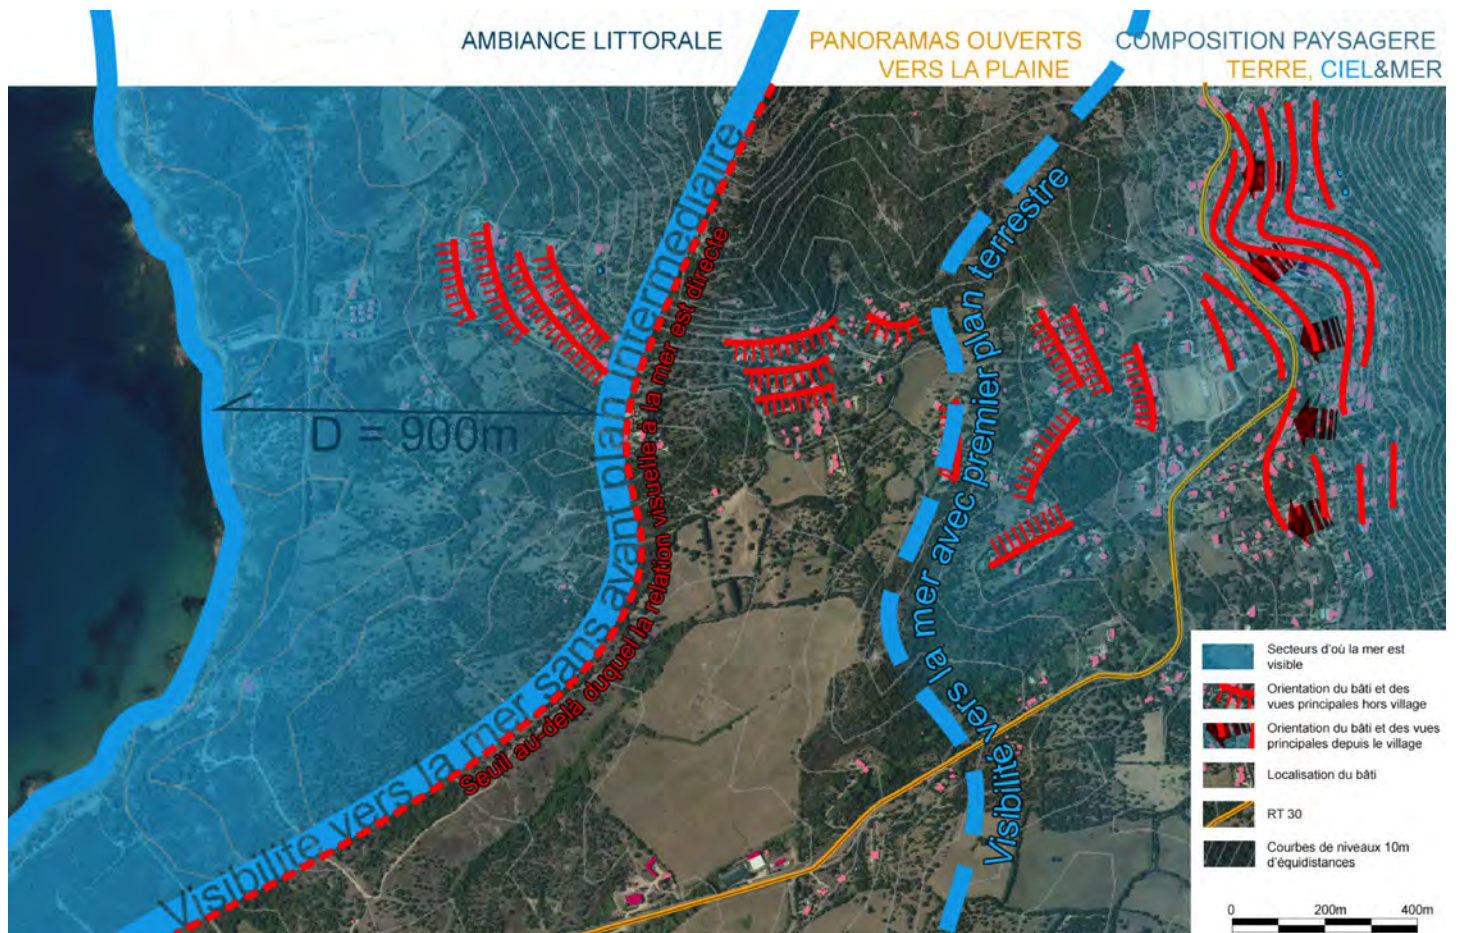 AMBIANCE LITTORALE
PANORAMAS OUVERTS
VERS LA PLAINE
COMPOSITION PAYSAGERE
TERRE, CIEL&MER
Visibilité vers la mer sans avant plan intermédiaire
Seuil au-delà duquel la relation visuelle à la mer est directe
Visibilité vers la mer avec premier plan terrestre
D = 900m
Secteurs d'où la mer est
visible
Orientation du bâti et des
vues principales hors village
Orientation du bâti et des vues
principales depuis le village
Localisation du bâti
RT 30
Courbes de niveaux 10m
d'équidistances
0 200m 400m